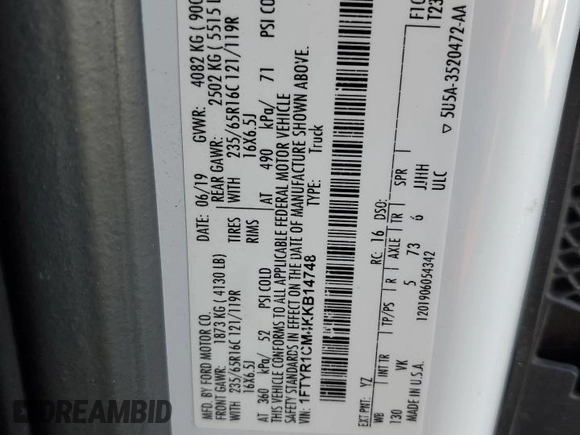 MFD. BY FORD MOTOR CO. DATE: 06/19 GVWR: 4082 KG (900
FRONT GAWR: 1873 KG (4130 LB) REAR GAWR: 2502 KG (5515 L
235/65R16C 121/119R TIRES WITH 235/65R16C 121/119R
16X6.5J RIMS 16X6.5J
AT 360 kPa/ 52 PSI COLD AT 490 kPa/ 71 PSI CO
THIS VEHICLE CONFORMS TO ALL APPLICABLE FEDERAL MOTOR VEHICLE
SAFETY STANDARDS IN EFFECT ON THE DATE OF MANUFACTURE SHOWN ABOVE.
VIN: TYPE: Truck
F10
T23
EXT PNT: YZ RC: 16 DSO:
WB INT TR TP/PS R AXLE TR SPR
130 VK 5 73 6 JJHH
MADE IN U.S.A. 1201906054342 ULC
5U5A-3520472-AA
DREAMBID